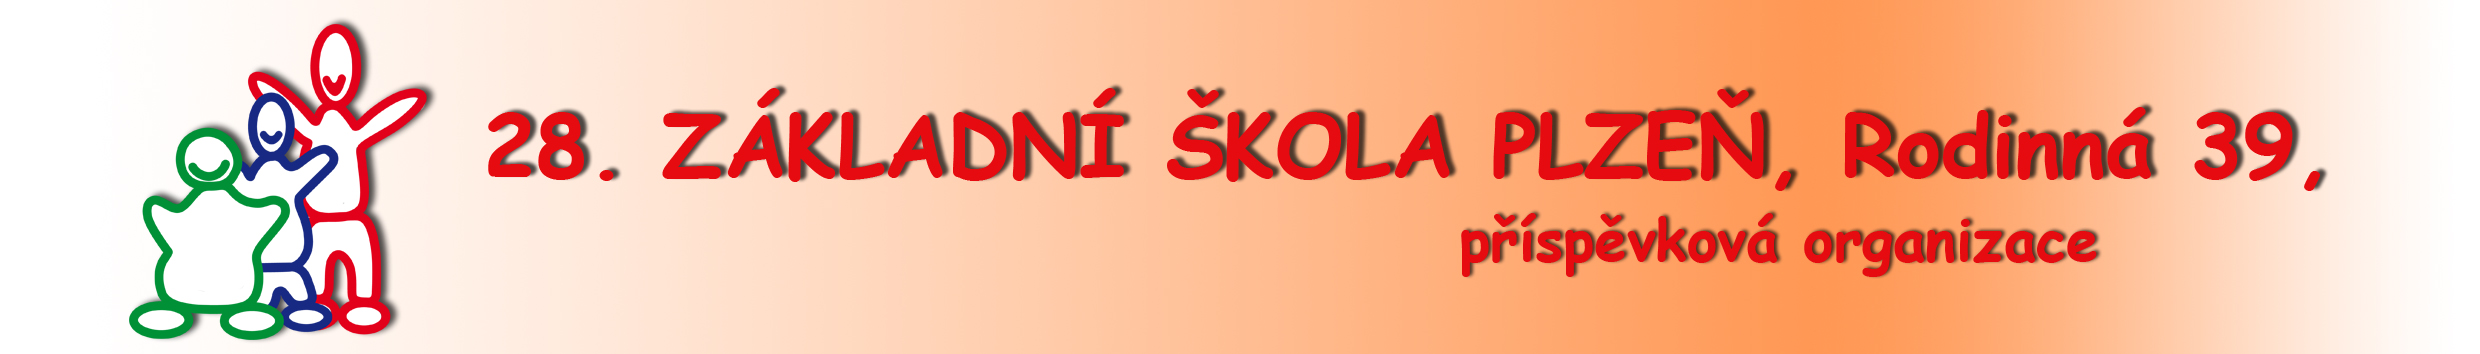 28. ZÁKLADNÍ ŠKOLA PLZEŇ, Rodinná 39,
příspěvková organizace